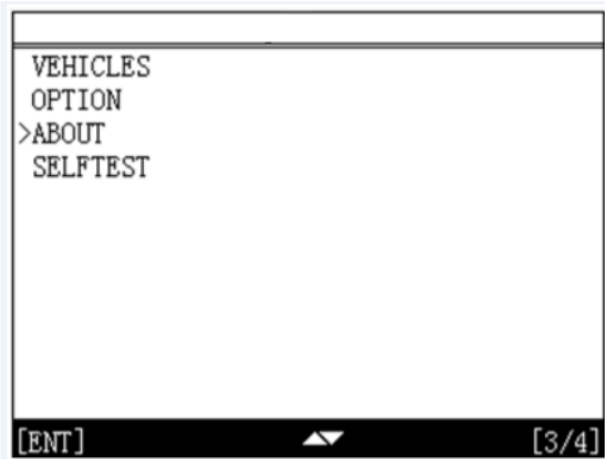 VEHICLES
OPTION
>ABOUT
SELFTEST
[ENT] ▲▼ [3/4]